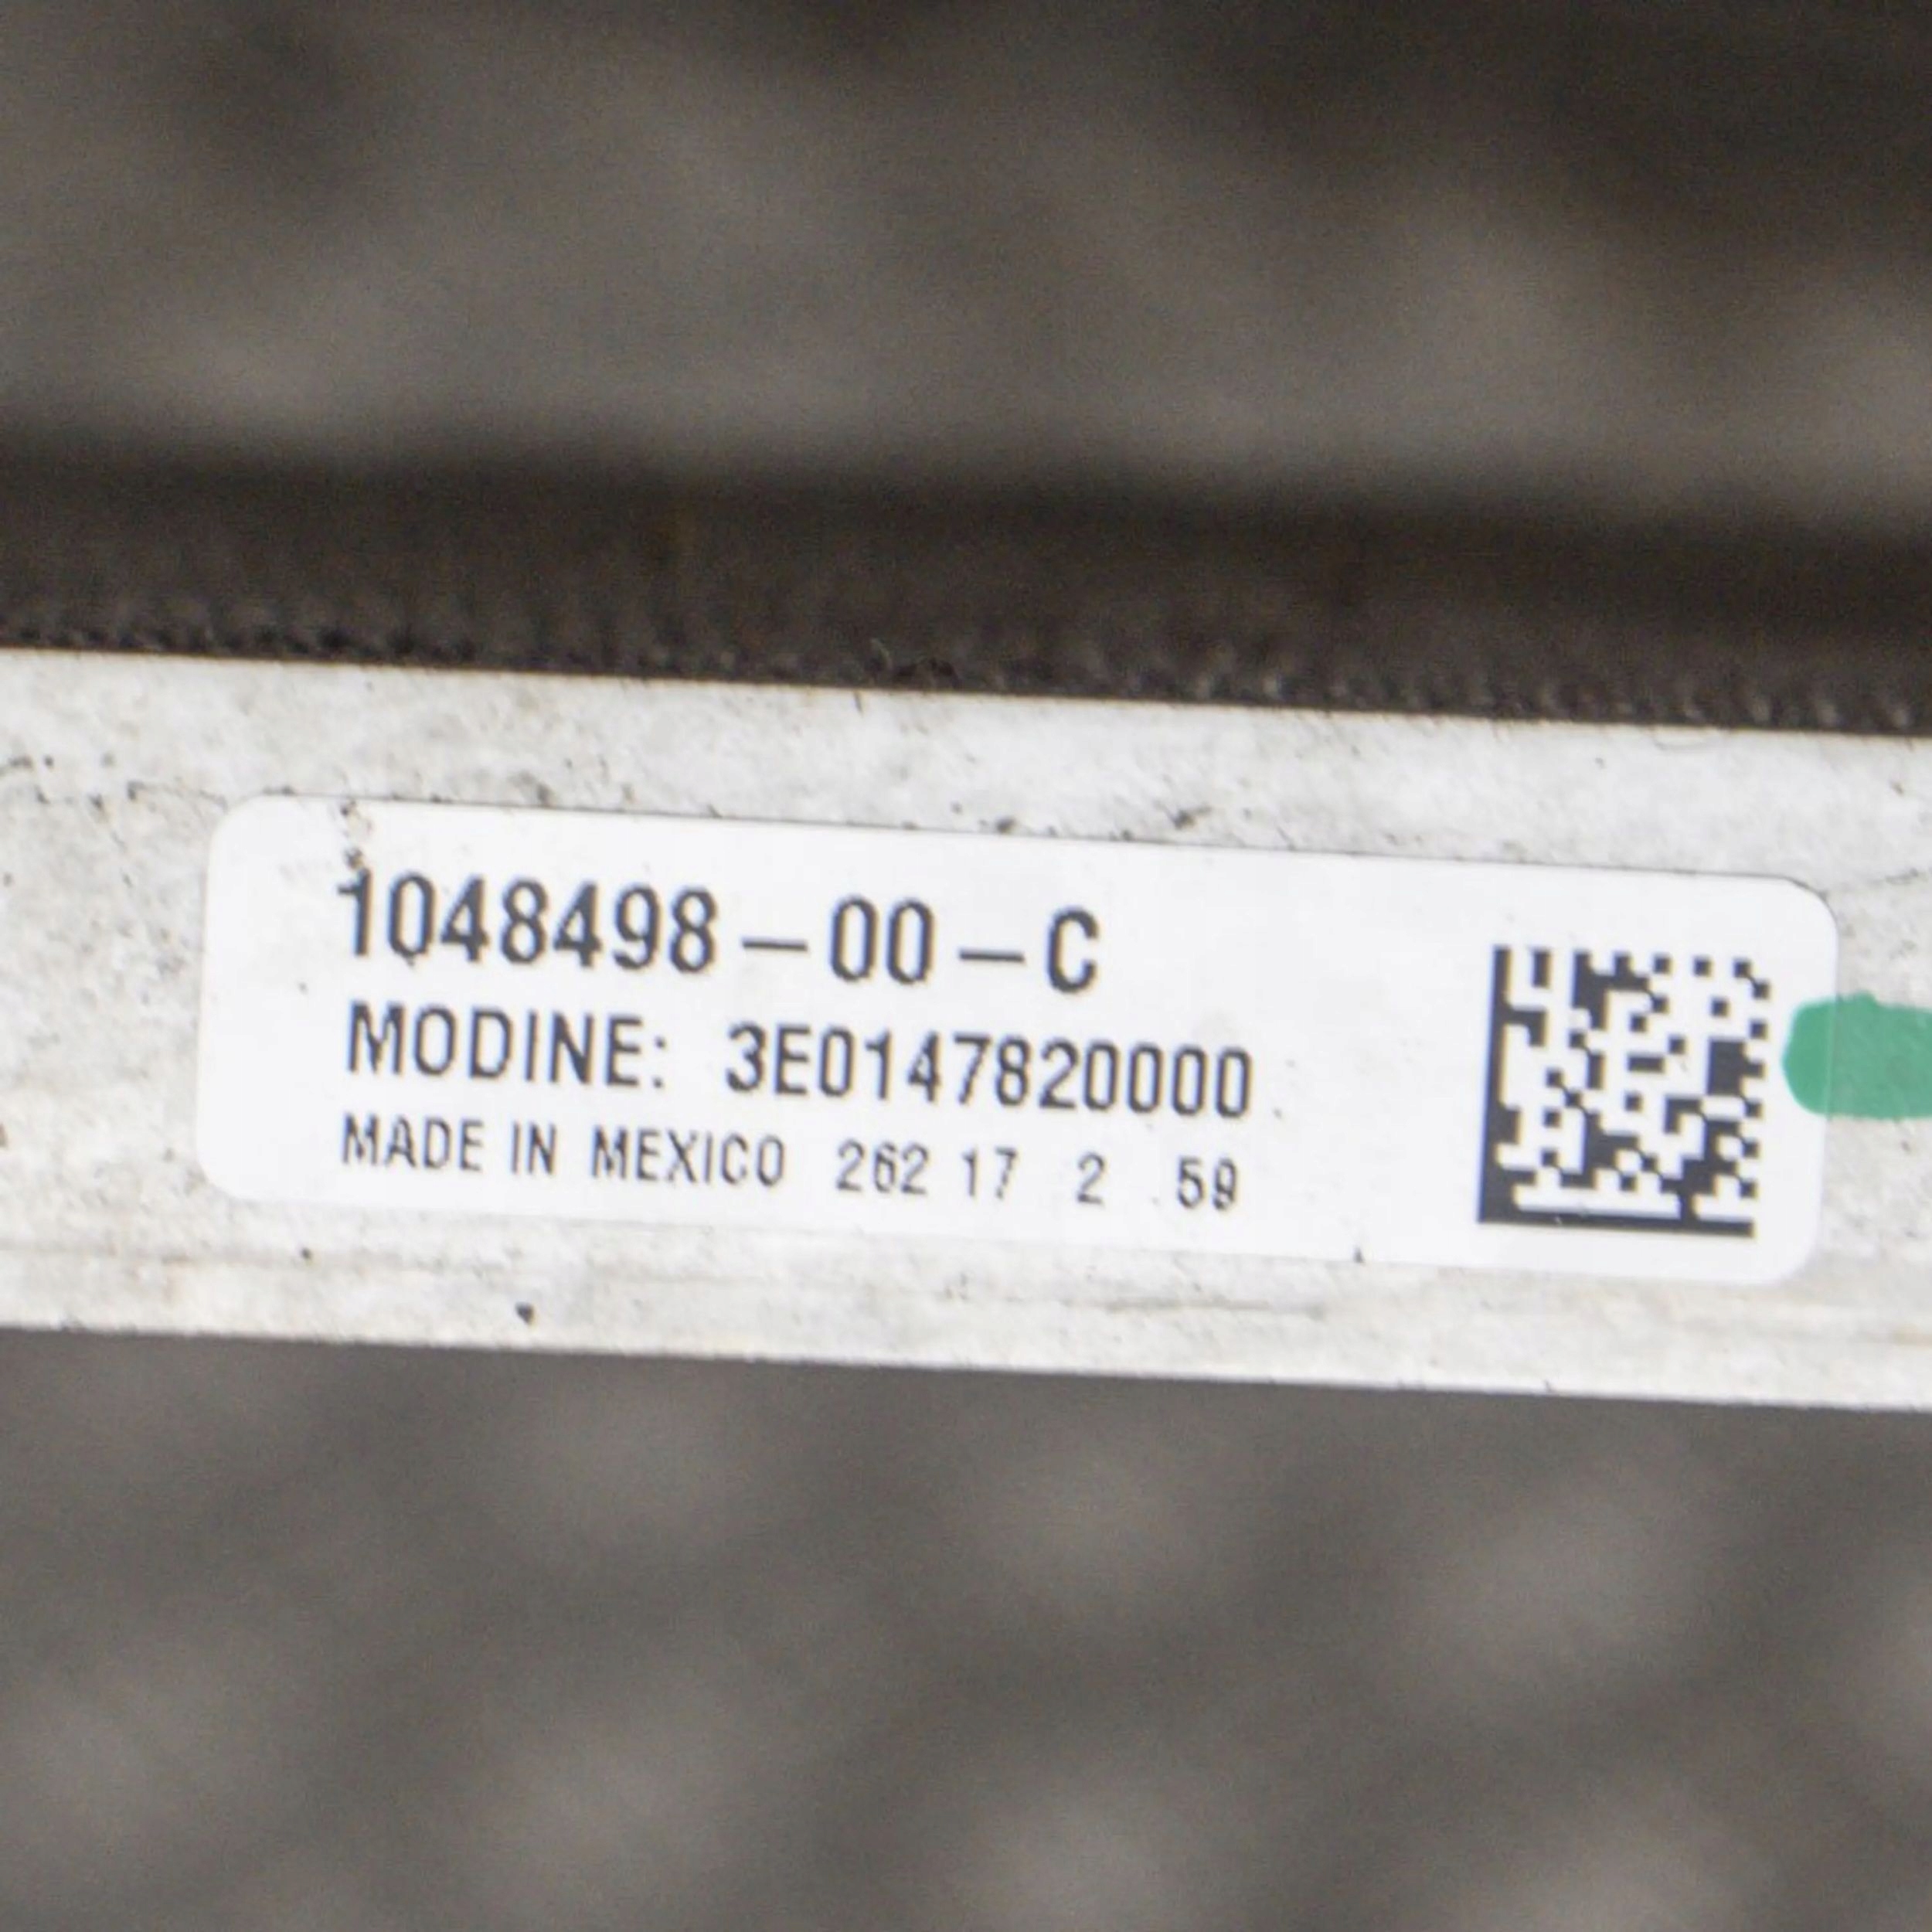 1048498-00-C
MODINE: 3E0147820000
MADE IN MEXICO 262 17 2 59